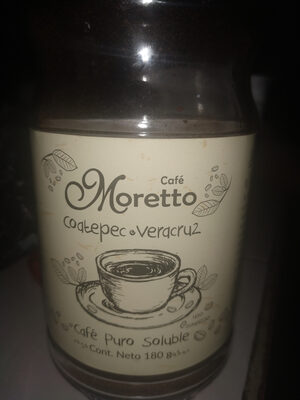 Café
Moretto
Coatepec • Veracruz
Café Puro Soluble
Cont. Neto 180 g